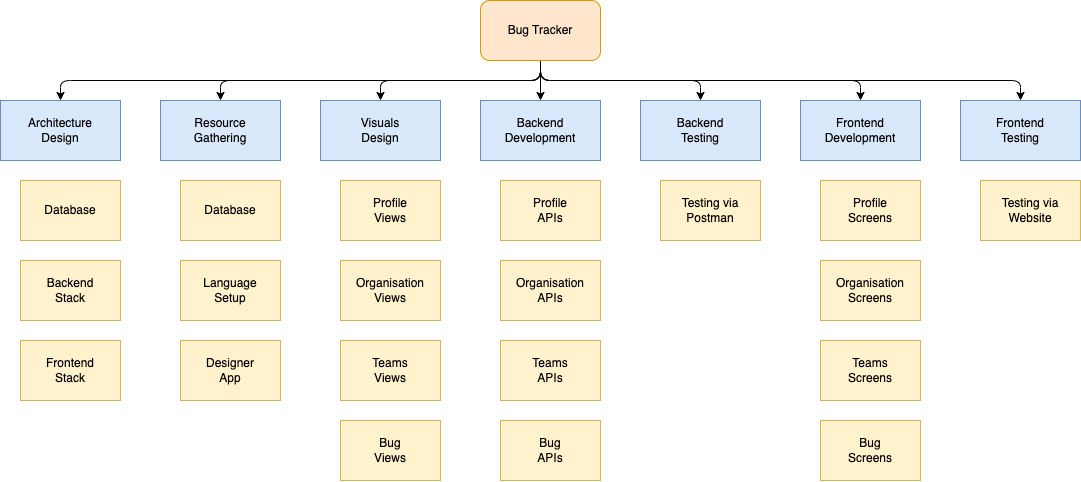 Bug Tracker
Architecture
Design
Resource
Gathering
Visuals
Design
Backend
Development
Backend
Testing
Frontend
Development
Frontend
Testing
Database
Database
Profile
Views
Profile
APIs
Testing via
Postman
Profile
Screens
Testing via
Website
Backend
Stack
Language
Setup
Organisation
Views
Organisation
APIs
Organisation
Screens
Frontend
Stack
Designer
App
Teams
Views
Teams
APIs
Teams
Screens
Bug
Views
Bug
APIs
Bug
Screens